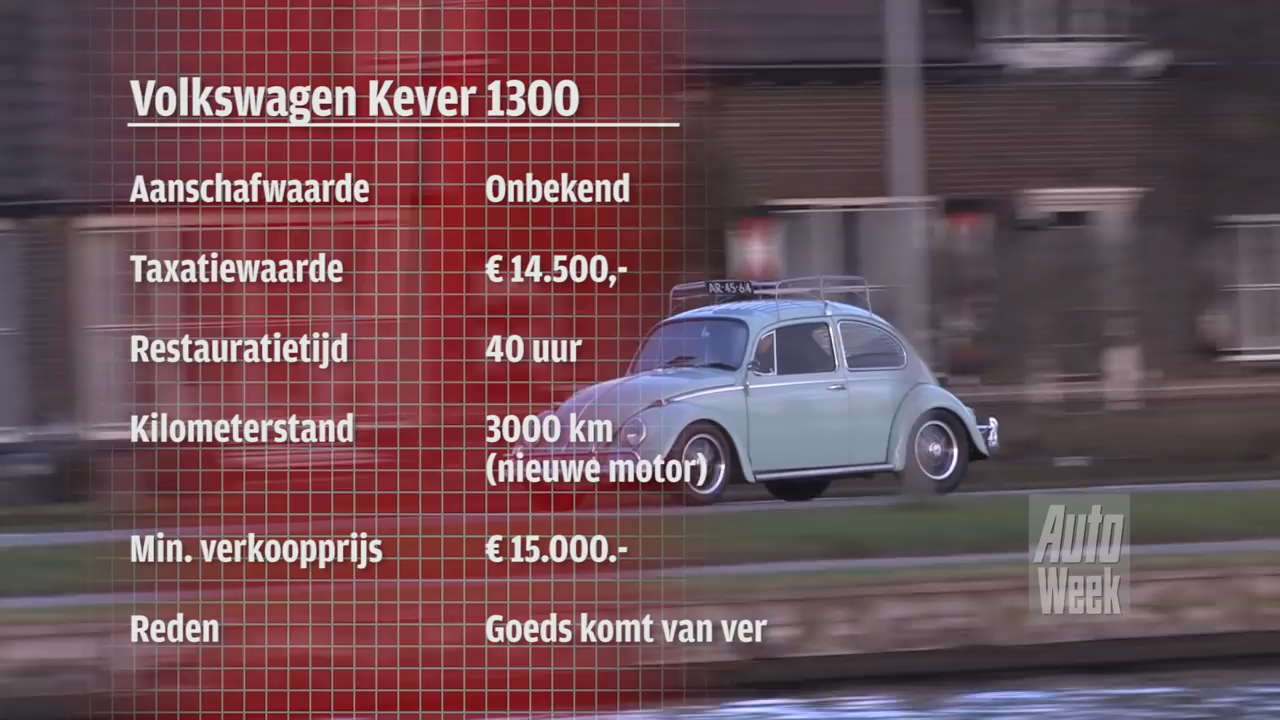 Volkswagen Kever 1300
Aanschafwaarde Onbekend
Taxatiewaarde € 14.500,-
Restauratietijd 40 uur
Kilometerstand 3000 km
(nieuwe motor)
Min. verkoopprijs € 15.000.-
Reden Goeds komt van ver
AR-45-64
Auto
Week